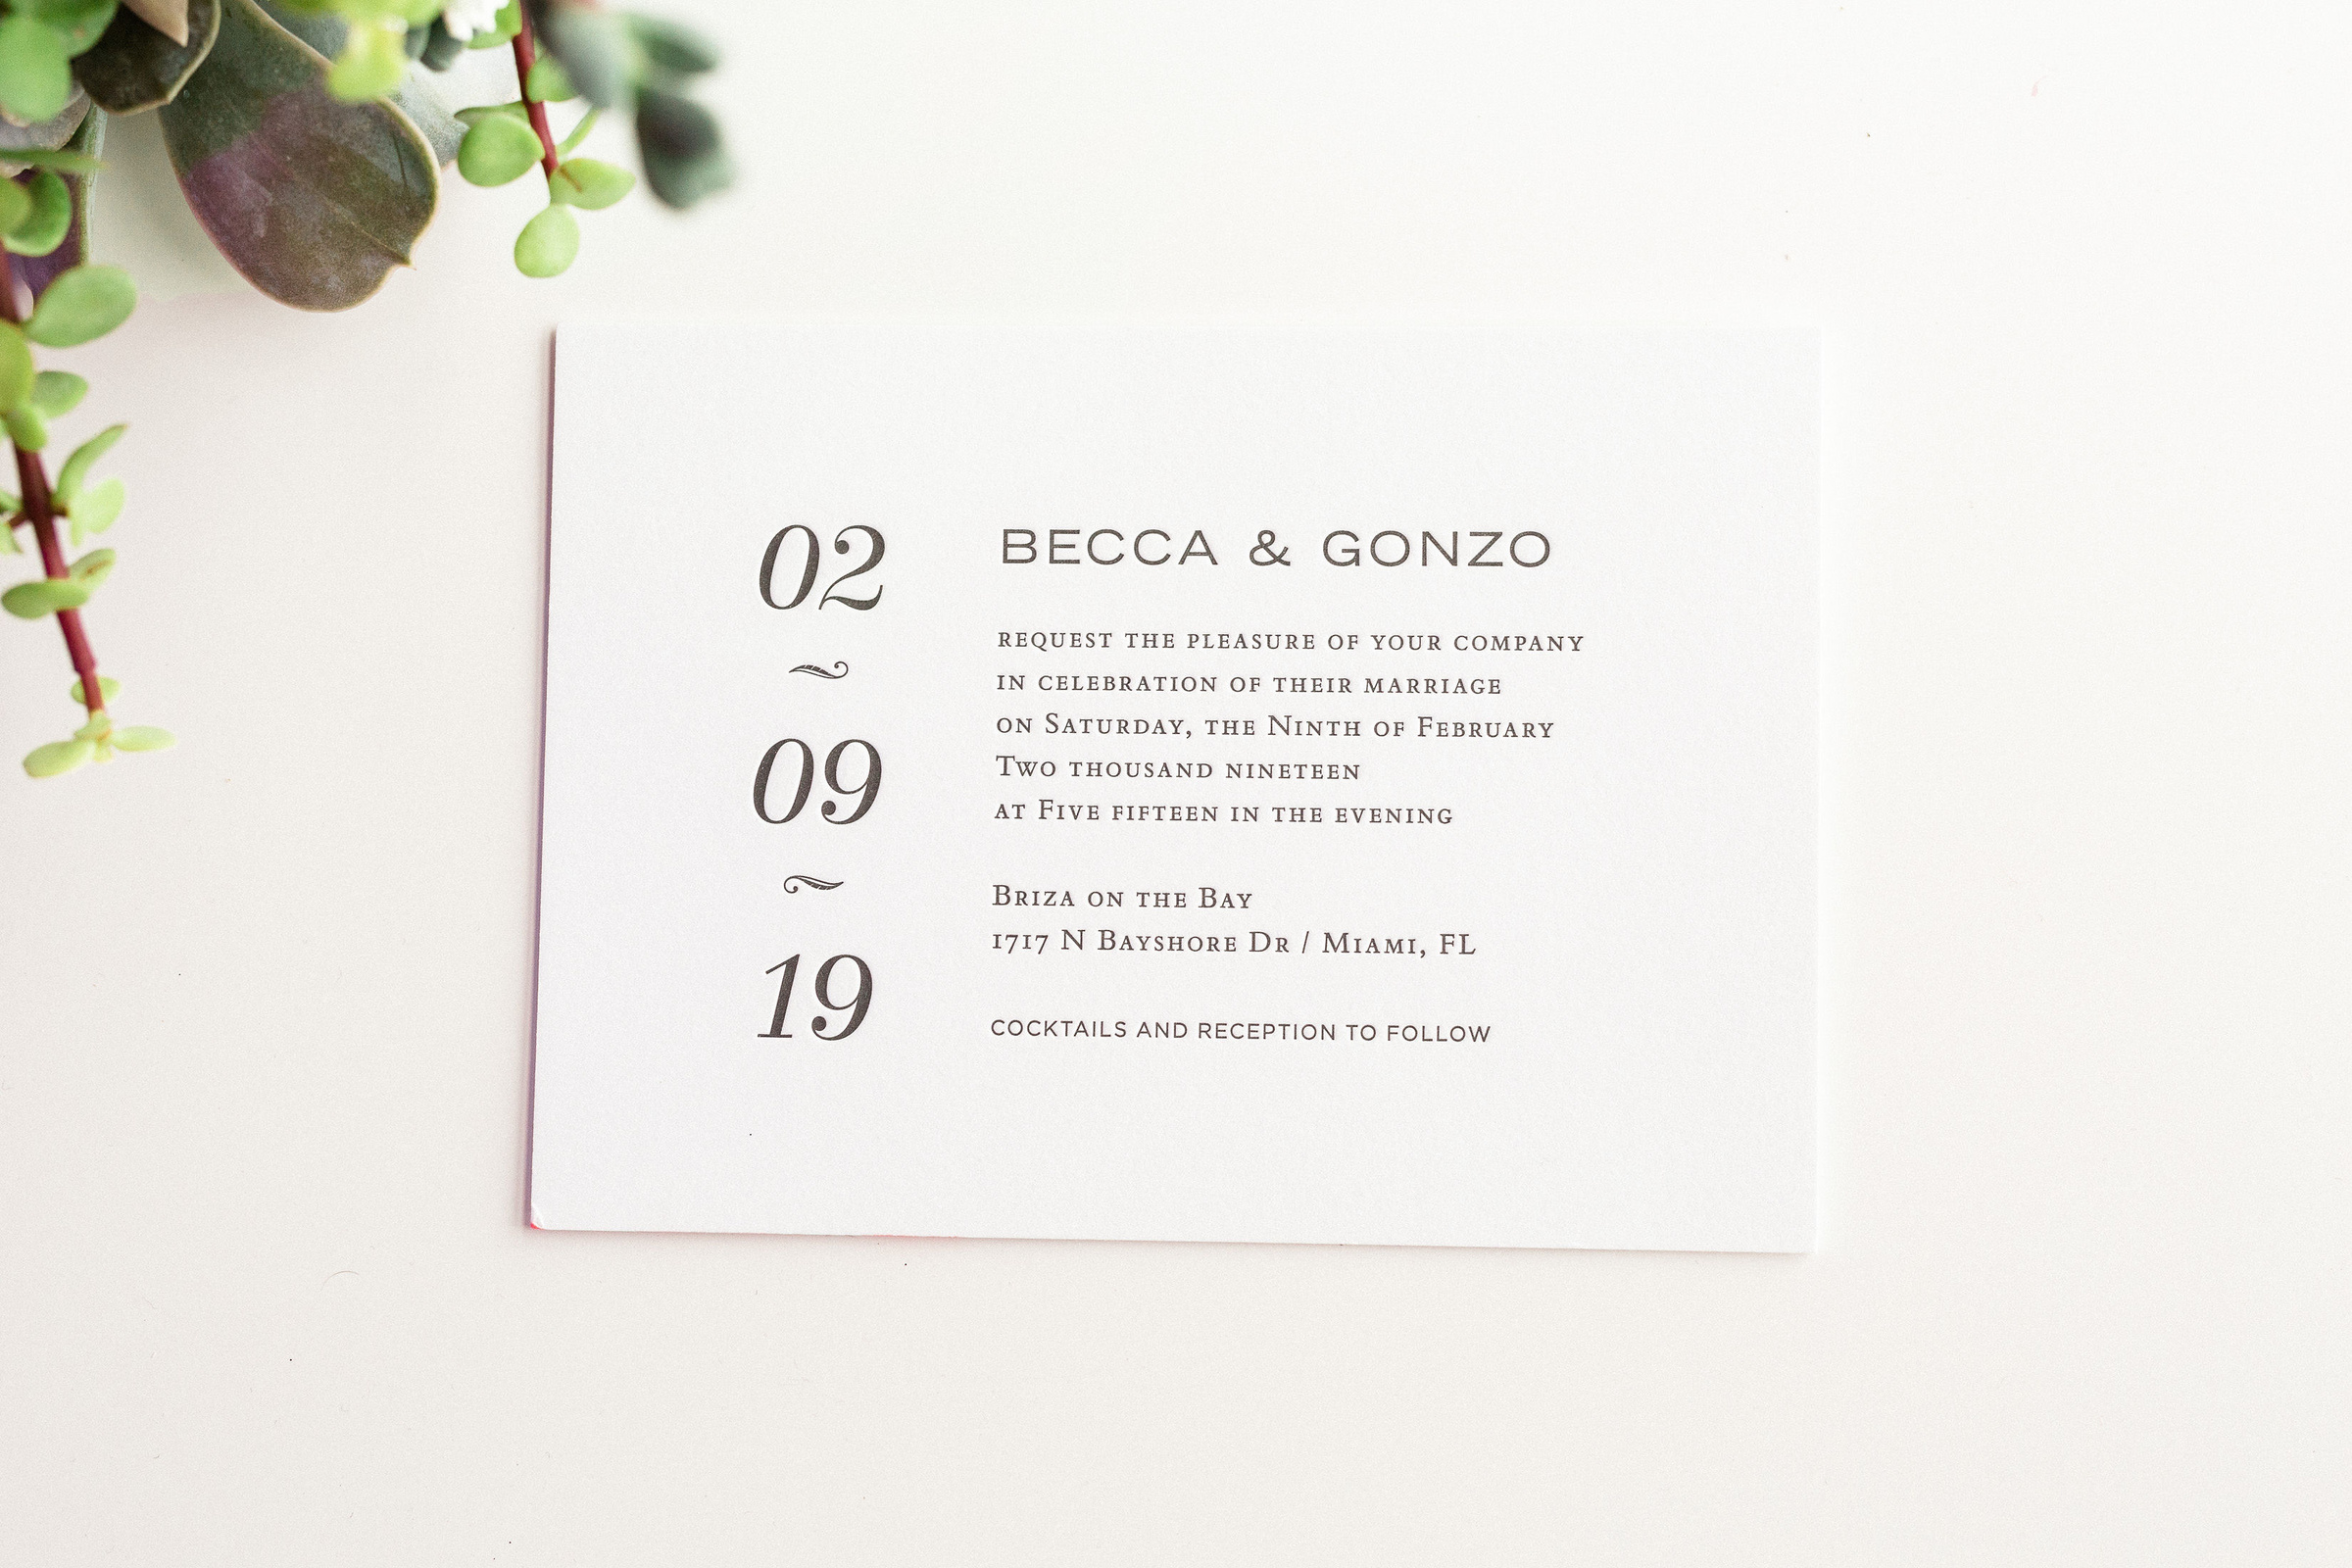 02
~
09
~
19
BECCA & GONZO
REQUEST THE PLEASURE OF YOUR COMPANY
IN CELEBRATION OF THEIR MARRIAGE
ON SATURDAY, THE NINTH OF FEBRUARY
TWO THOUSAND NINETEEN
AT FIVE FIFTEEN IN THE EVENING
BRIZA ON THE BAY
1717 N BAYSHORE DR / MIAMI, FL
COCKTAILS AND RECEPTION TO FOLLOW